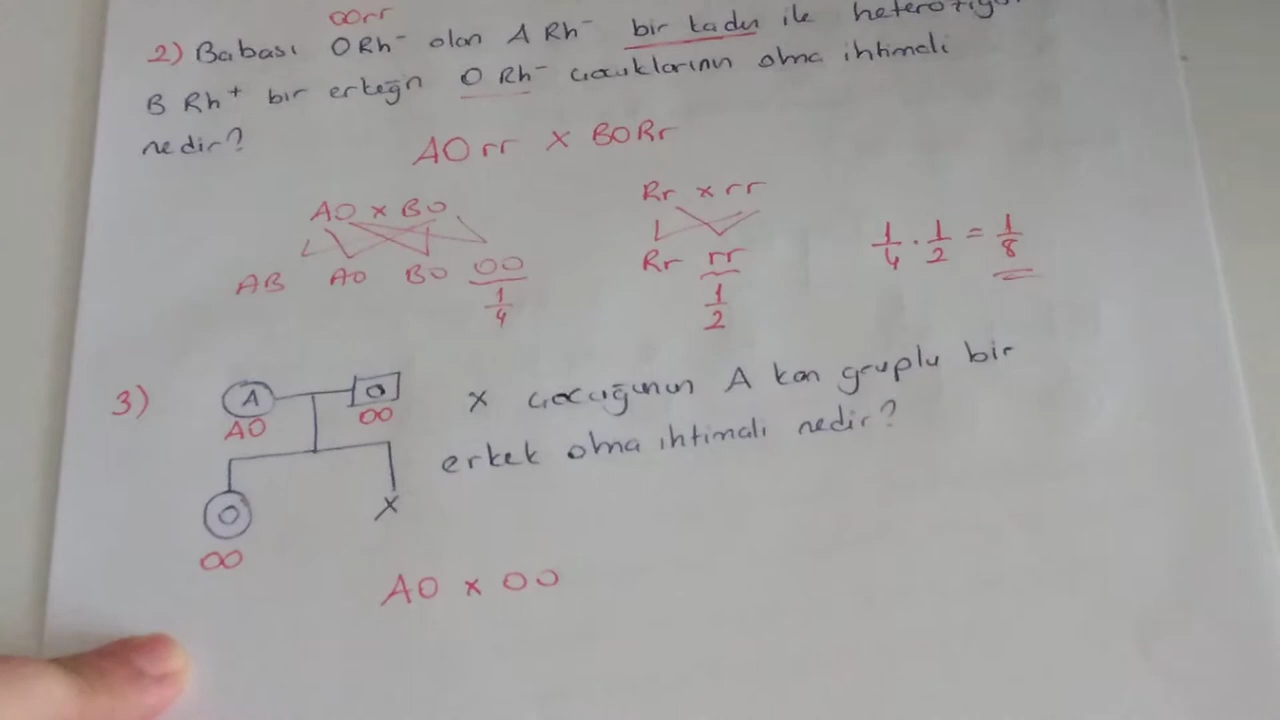 OOrr
2) Babası ORh⁻ olan A Rh⁻ bir kadın ile
B Rh⁺ bir erkeğin O Rh⁻ çocuklarının olma ihtimali
nedir?
AOrr x BORr
AO x BO
Rr x rr
AB AO BO OO
1/4
Rr rr
1/2
1/4 . 1/2 = 1/8
3)
A
O
AO
OO
x çocuğunun A kan gruplu bir
erkek olma ihtimali nedir?
O
x
OO
AO x OO